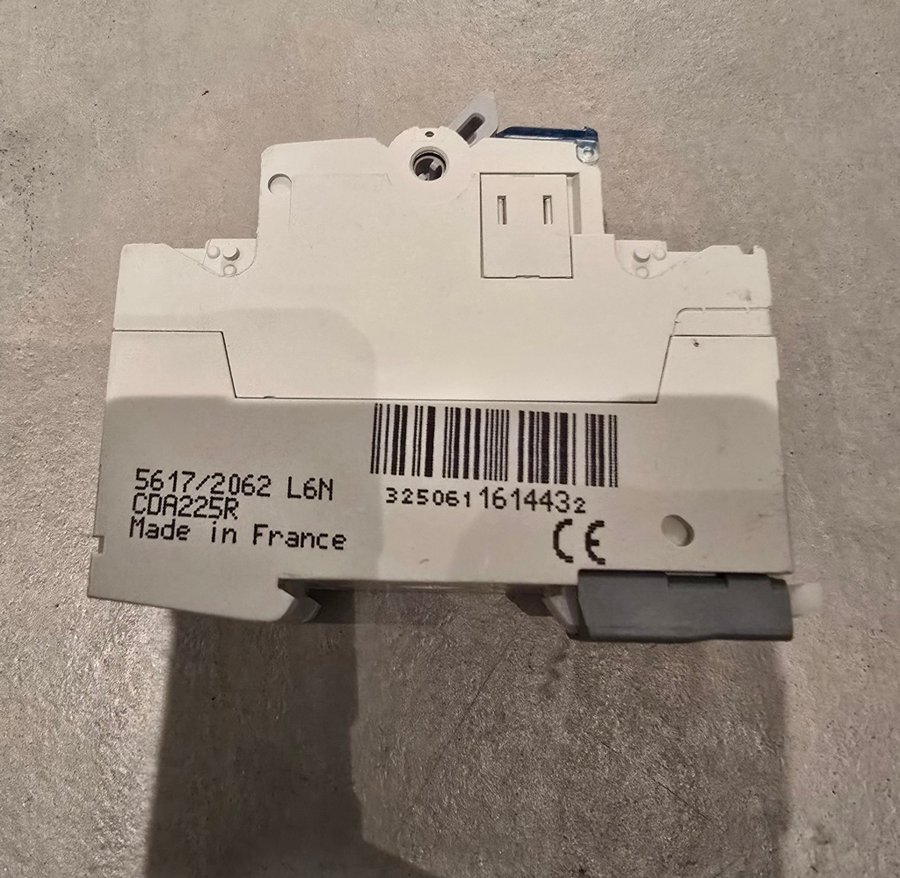 5617/2062 L6N
CDA225R
Made in France
3250611614432
CE